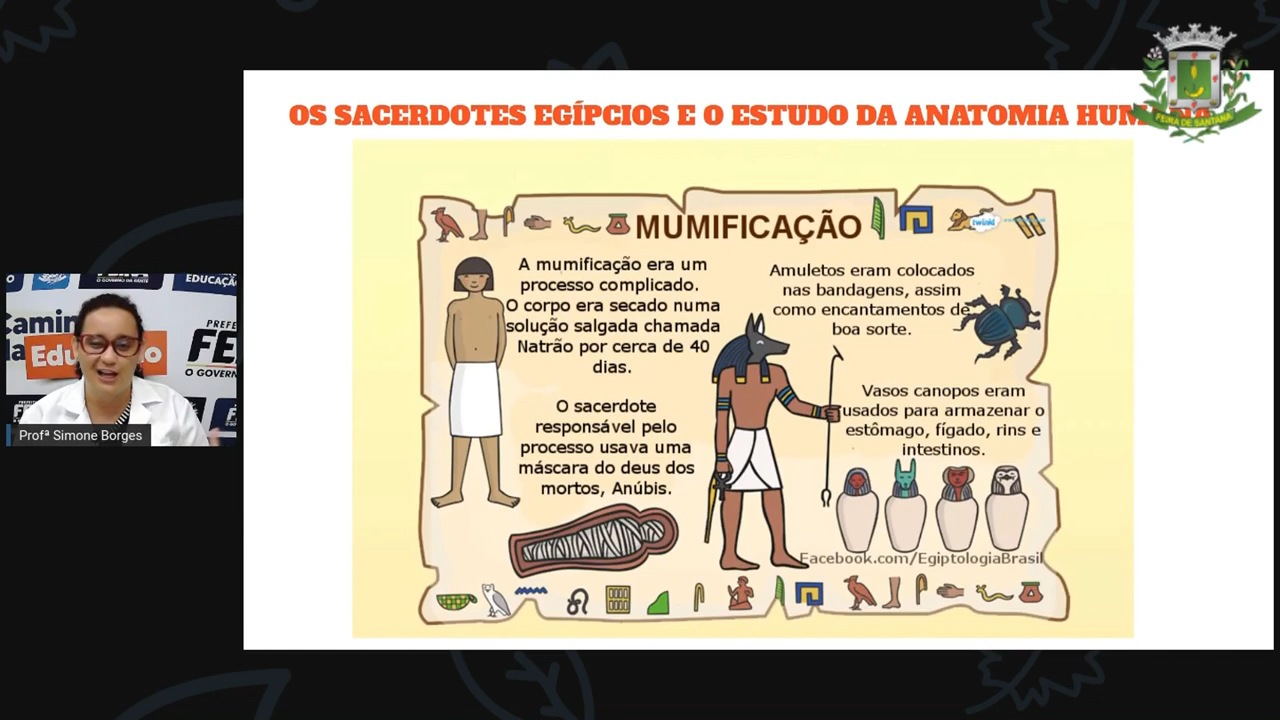 OS SACERDOTES EGÍPCIOS E O ESTUDO DA ANATOMIA
FEIRA DE SANTANA
MUMIFICAÇÃO
twinkl
A mumificação era um
processo complicado.
O corpo era secado numa
solução salgada chamada
Natrão por cerca de 40
dias.
O sacerdote
responsável pelo
processo usava uma
máscara do deus dos
mortos, Anúbis.
Amuletos eram colocados
nas bandagens, assim
como encantamentos de
boa sorte.
Vasos canopos eram
usados para armazenar o
estômago, fígado, rins e
intestinos.
Facebook.com/EgiptologiaBrasil
EDUCAÇÃO
O GOVERNO
Profª Simone Borges